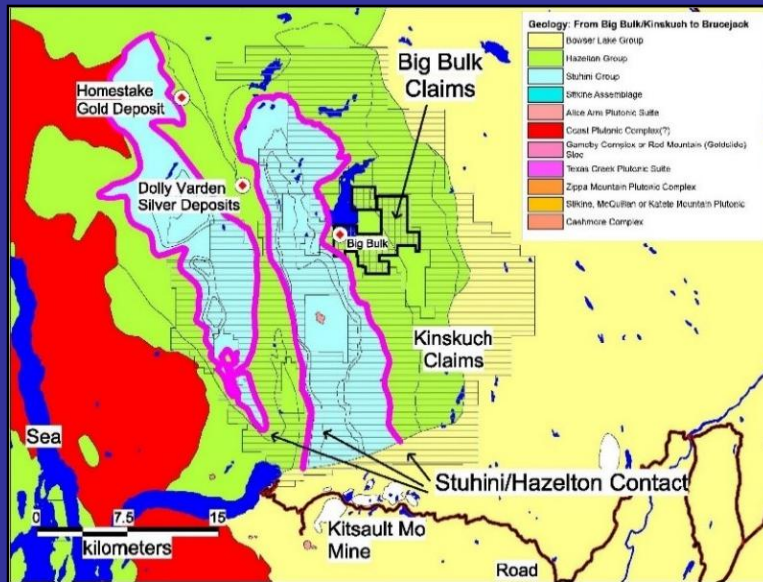 Geology: From Big Bulk/Kinskush to Brucejack
Bowser Lake Group
Hazelton Group
Stuhini Group
Stikine Assemblage
Alice Arm Plutonic Suite
Coast Plutonic Complex(?)
Texas Creek Plutonic Suite
Zippa Mountain Plutonic Complex
Cashmore Complex
Homestake
Gold Deposit
Big Bulk
Claims
Dolly Varden
Silver Deposits
Big Bulk
Kinskuch
Claims
Sea
Stuhini/Hazelton Contact
0 7.5 15
kilometers
Kitsault Mo
Mine
Road